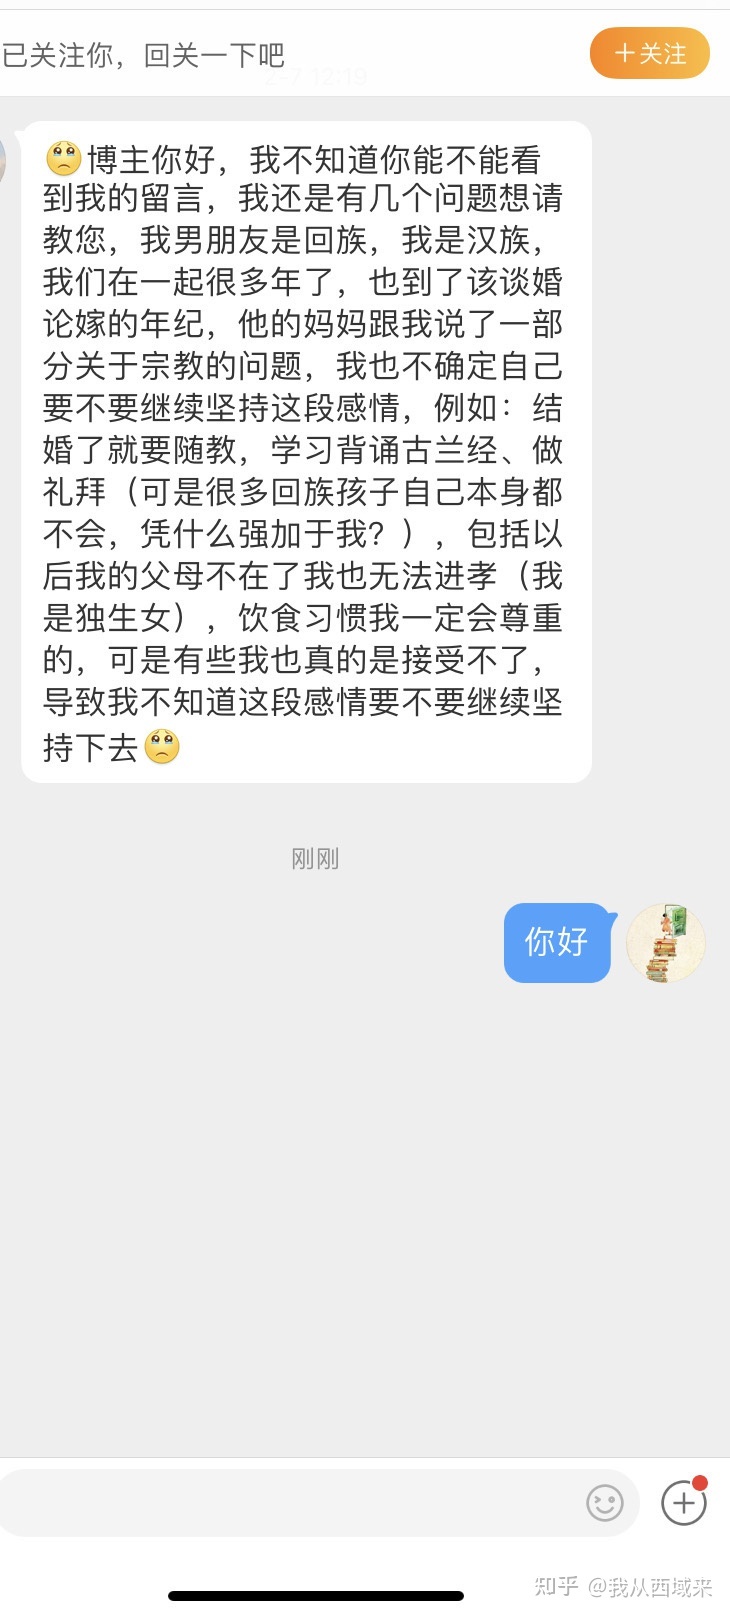 已关注你，回关一下吧
+关注
2-7 12:19
🥺博主你好，我不知道你能不能看
到我的留言，我还是有几个问题想请
教您，我男朋友是回族，我是汉族，
我们在一起很多年了，也到了该谈婚
论嫁的年纪，他的妈妈跟我说了一部
分关于宗教的问题，我也不确定自己
要不要继续坚持这段感情，例如：结
婚了就要随教，学习背诵古兰经、做
礼拜（可是很多回族孩子自己本身都
不会，凭什么强加于我？），包括以
后我的父母不在了我也无法进孝（我
是独生女），饮食习惯我一定会尊重
的，可是有些我也真的是接受不了，
导致我不知道这段感情要不要继续坚
持下去🥺
刚刚
你好
知乎 @我从西域来